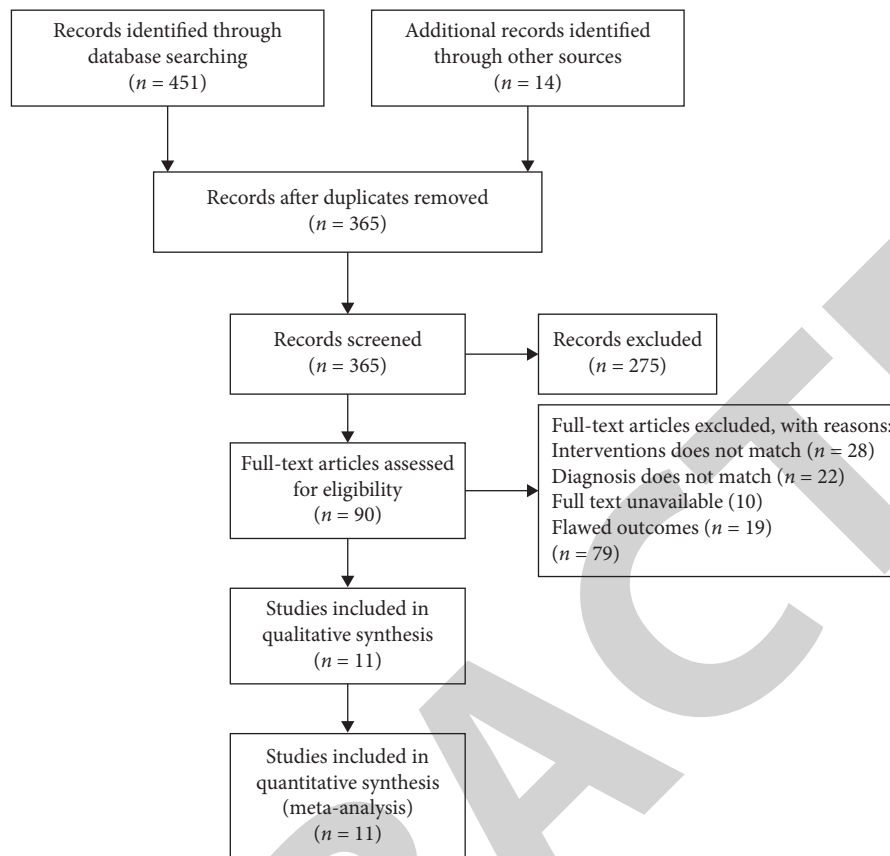 Records identified through
database searching
(n = 451)
Additional records identified
through other sources
(n = 14)
Records after duplicates removed
(n = 365)
Records screened
(n = 365)
Records excluded
(n = 275)
Full-text articles assessed
for eligibility
(n = 90)
Full-text articles excluded, with reasons:
Interventions does not match (n = 28)
Diagnosis does not match (n = 22)
Full text unavailable (10)
Flawed outcomes (n = 19)
(n = 79)
Studies included in
qualitative synthesis
(n = 11)
Studies included in
quantitative synthesis
(meta-analysis)
(n = 11)
ACT